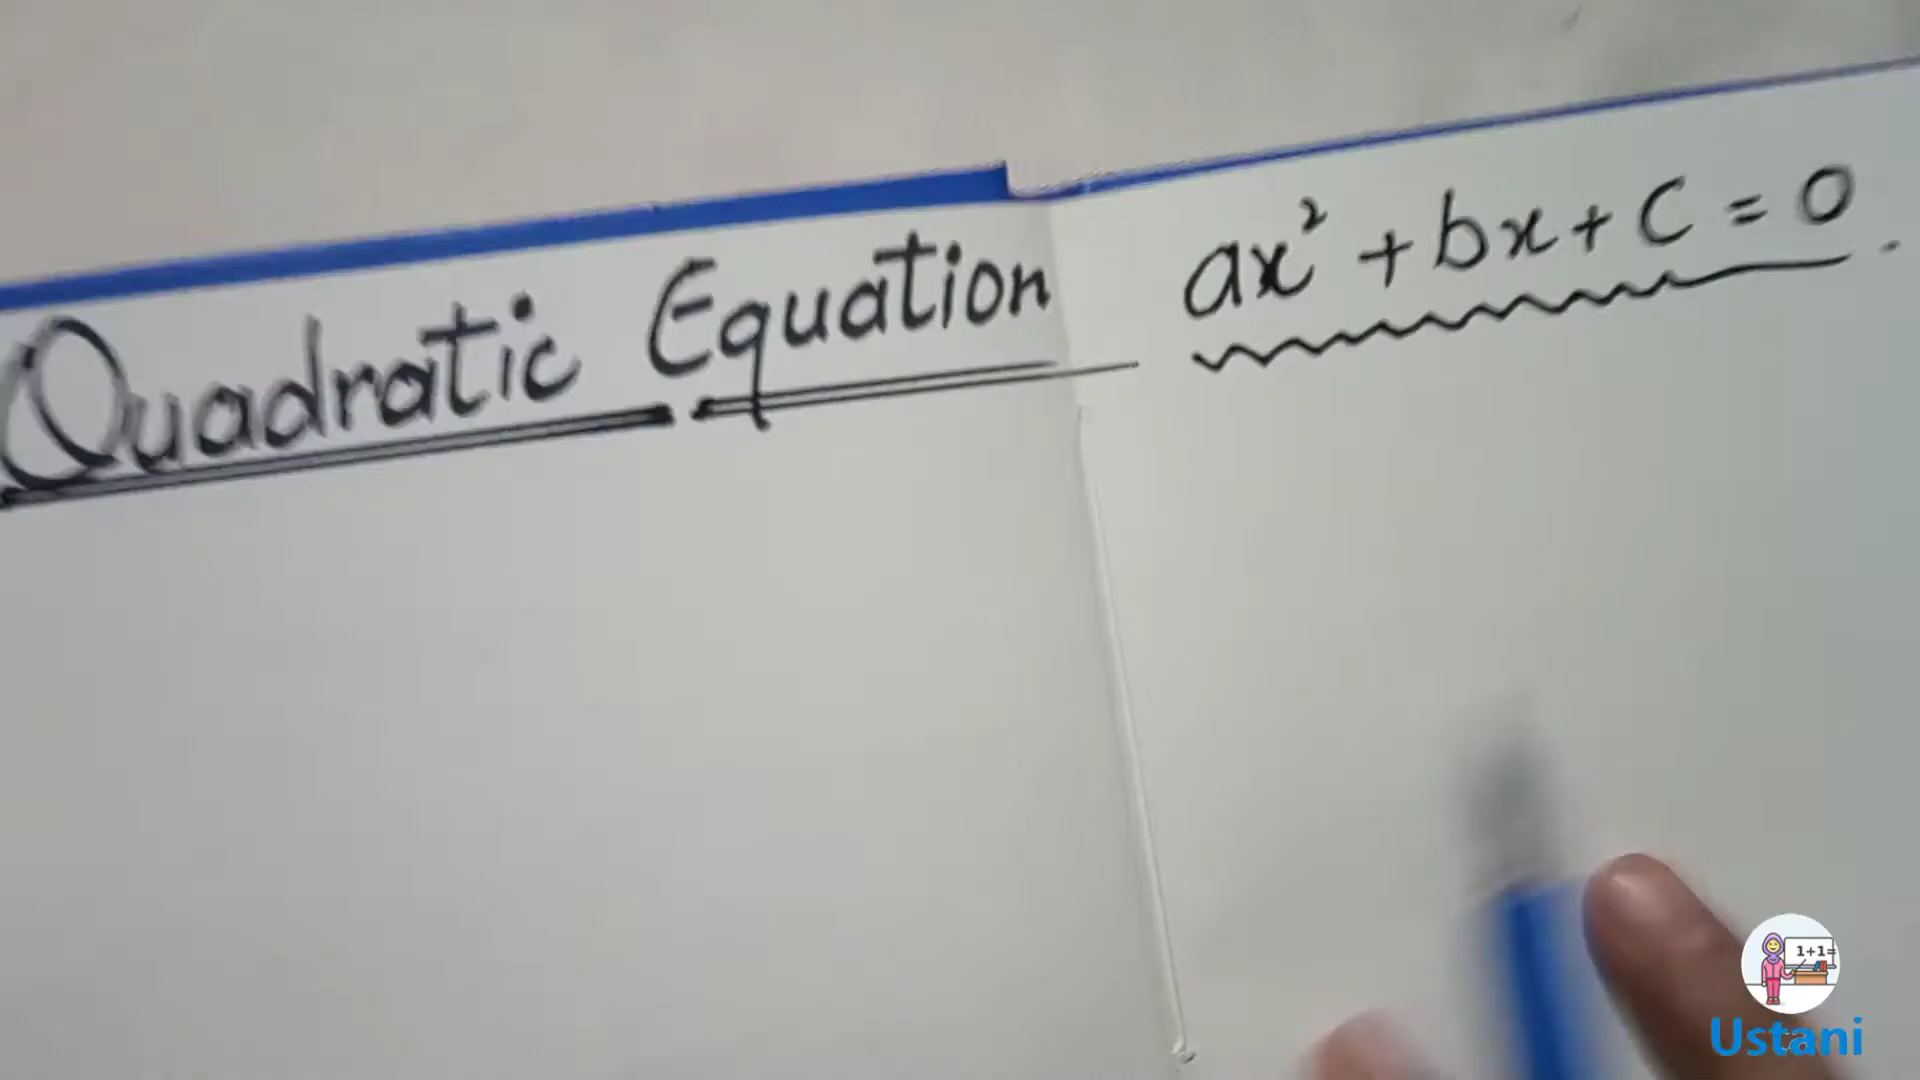 Quadratic Equation ax² + bx + c = 0
1+1=
Ustani